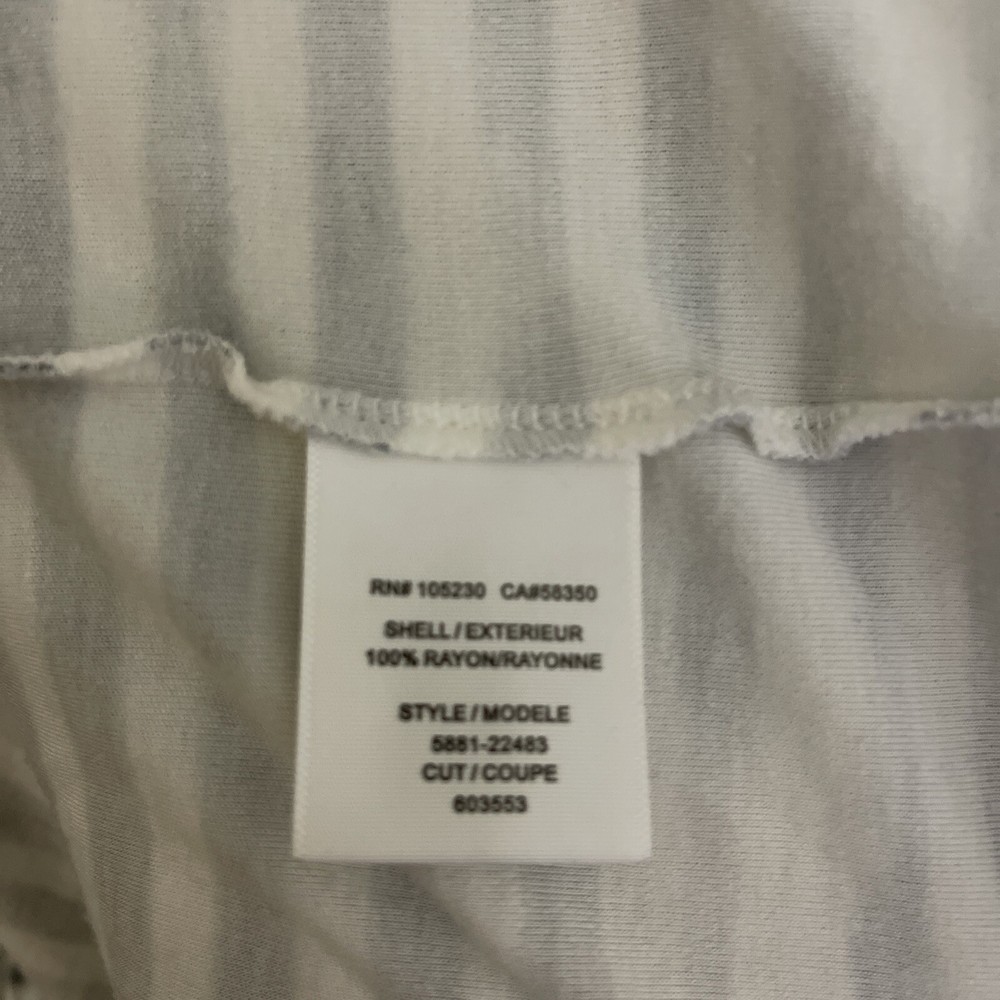 RN# 105230 CA#58350
SHELL / EXTERIEUR
100% RAYON/RAYONNE
STYLE / MODELE
5881-22483
CUT / COUPE
603553